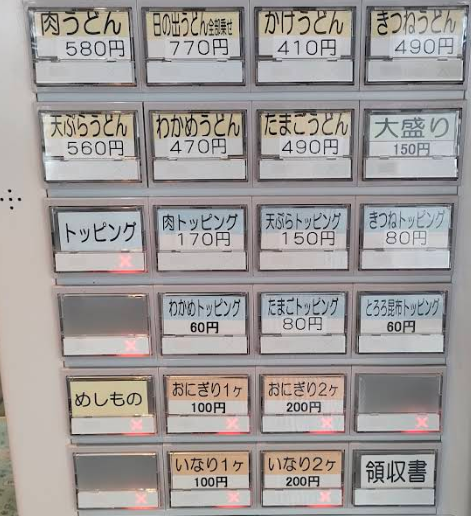 肉うどん
580円
日の出うどん全部乗せ
770円
かけうどん
410円
きつねうどん
490円
天ぷらうどん
560円
わかめうどん
470円
たまごうどん
490円
大盛り
150円
トッピング
肉トッピング
170円
天ぷらトッピング
150円
きつねトッピング
80円
わかめトッピング
60円
たまごトッピング
80円
とろろ昆布トッピング
60円
めしもの
おにぎり1ヶ
100円
おにぎり2ヶ
200円
いなり1ヶ
100円
いなり2ヶ
200円
領収書